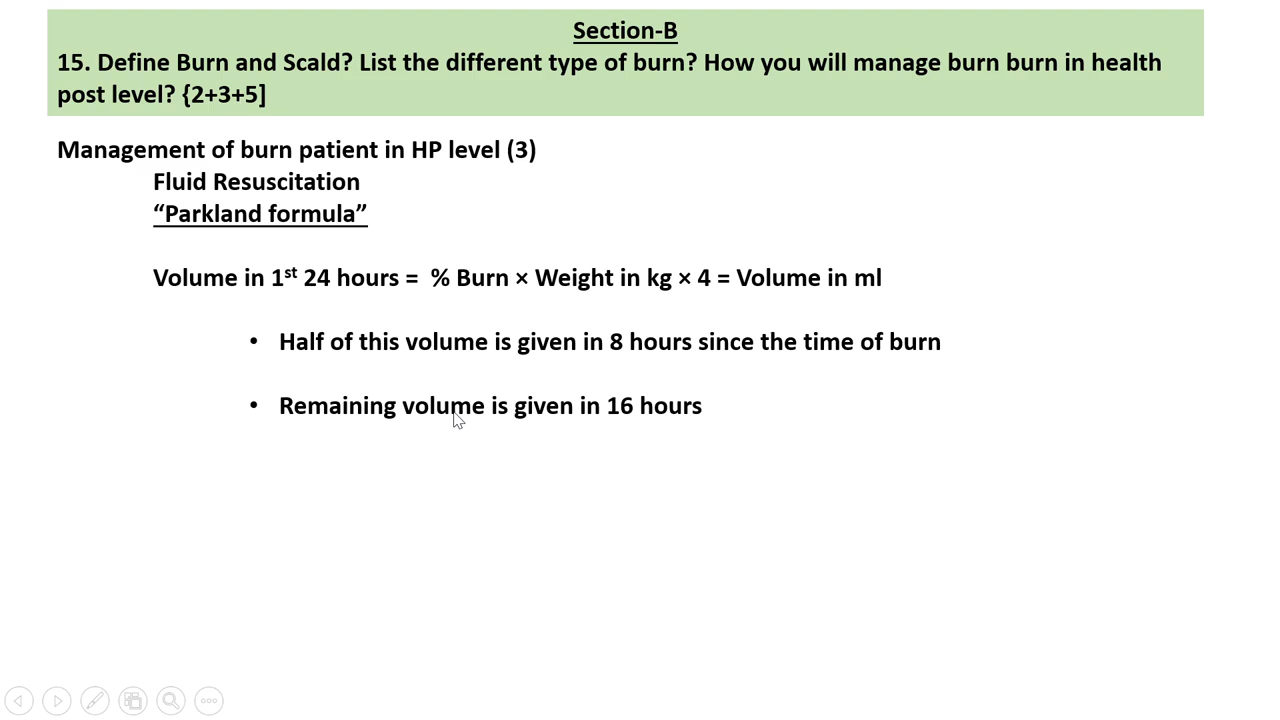 Section-B
15. Define Burn and Scald? List the different type of burn? How you will manage burn burn in health
post level? {2+3+5]
Management of burn patient in HP level (3)
Fluid Resuscitation
“Parkland formula”
Volume in 1st 24 hours = % Burn × Weight in kg × 4 = Volume in ml
• Half of this volume is given in 8 hours since the time of burn
• Remaining volume is given in 16 hours